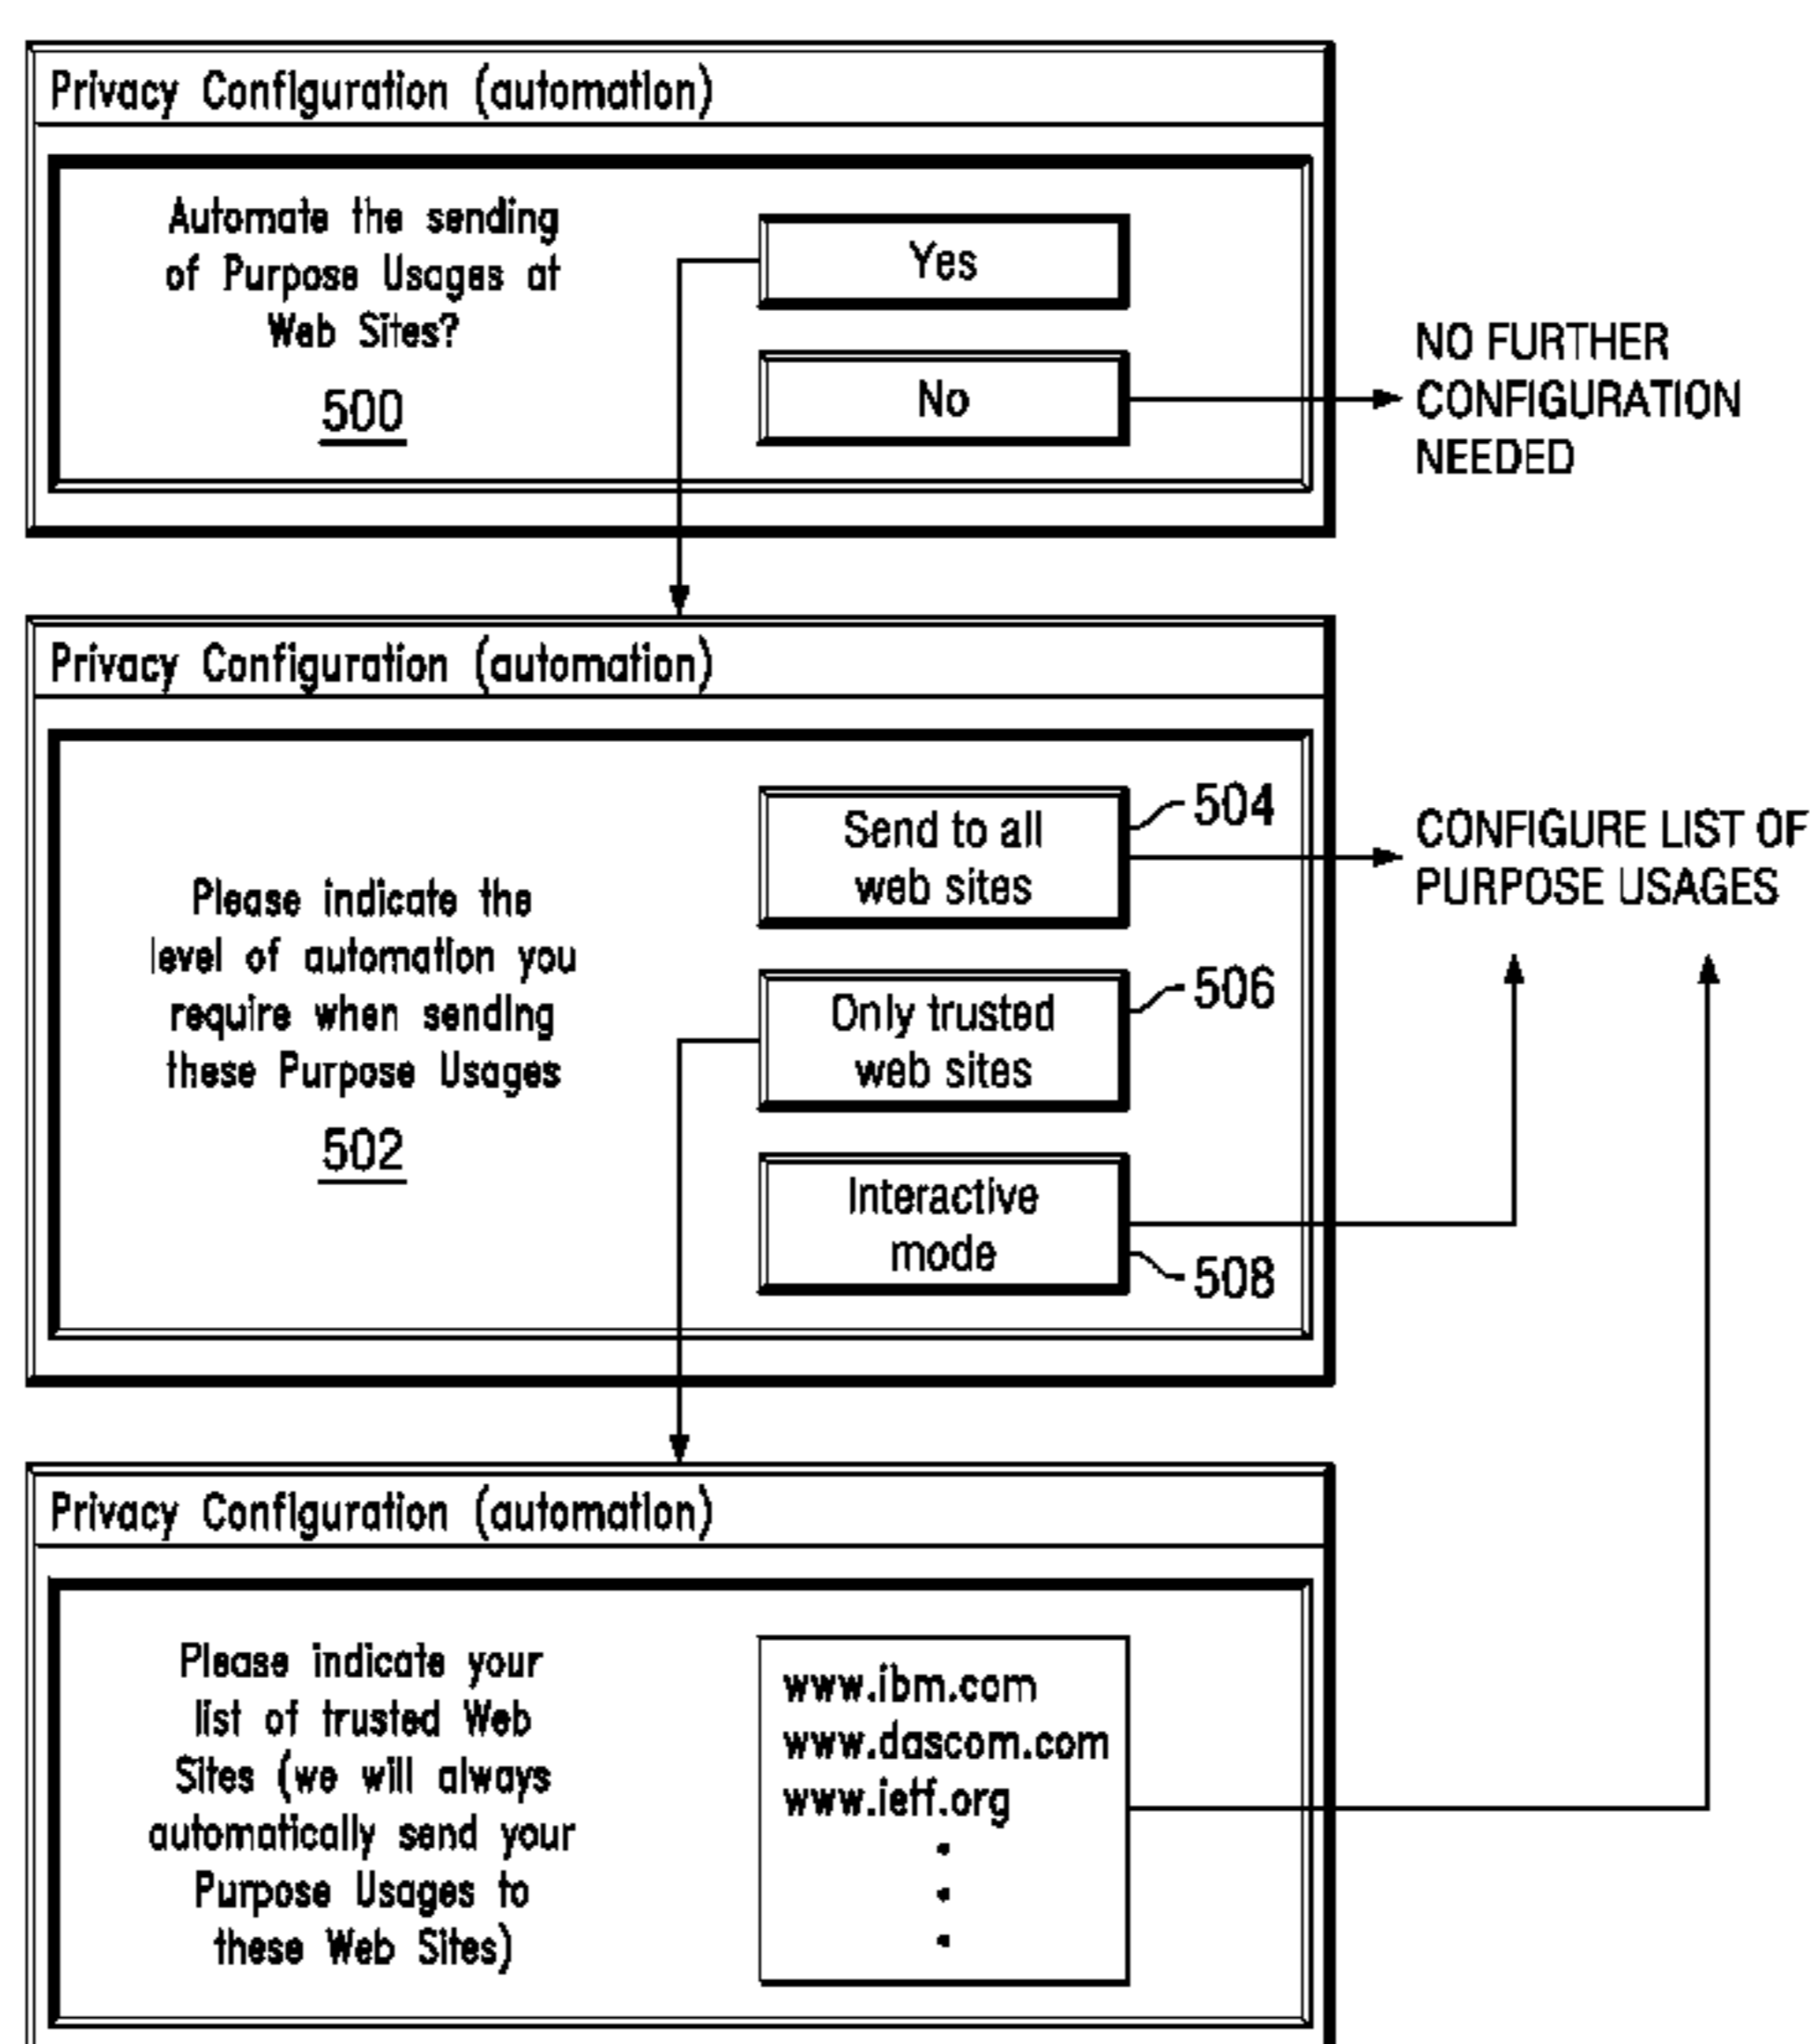 Privacy Configuration (automation)
Automate the sending
of Purpose Usages at
Web Sites?
500
Yes
No
NO FURTHER
CONFIGURATION
NEEDED
Privacy Configuration (automation)
Please indicate the
level of automation you
require when sending
these Purpose Usages
502
Send to all
web sites
504
Only trusted
web sites
506
Interactive
mode
508
CONFIGURE LIST OF
PURPOSE USAGES
Privacy Configuration (automation)
Please indicate your
list of trusted Web
Sites (we will always
automatically send your
Purpose Usages to
these Web Sites)
www.ibm.com
www.dascom.com
www.ietf.org